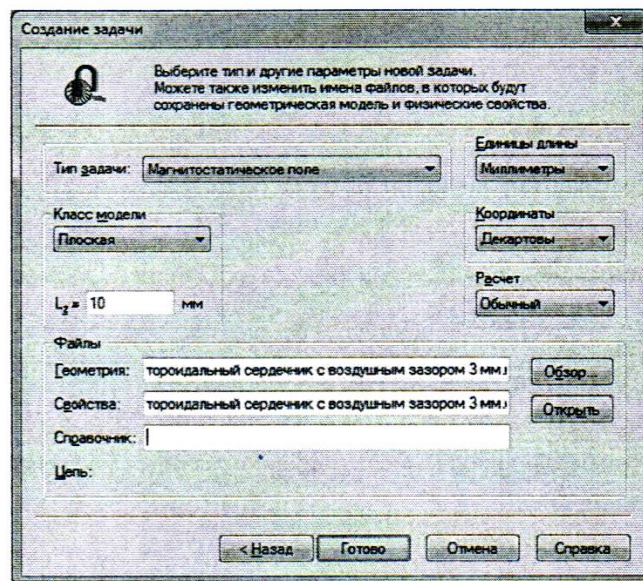 Создание задачи
Выберите тип и другие параметры новой задачи.
Можете также изменить имена файлов, в которых будут
сохранены геометрическая модель и физические свойства.
Тип задачи: Магнитостатическое поле
Единицы длины
Миллиметры
Класс модели
Плоская
Координаты
Декартовы
Lz = 10 мм
Расчет
Обычный
Файлы
Геометрия: тороидальный сердечник с воздушным зазором 3 мм. Обзор...
Свойства: тороидальный сердечник с воздушным зазором 3 мм. Открыть
Справочник:
Цепь:
< Назад Готово Отмена Справка